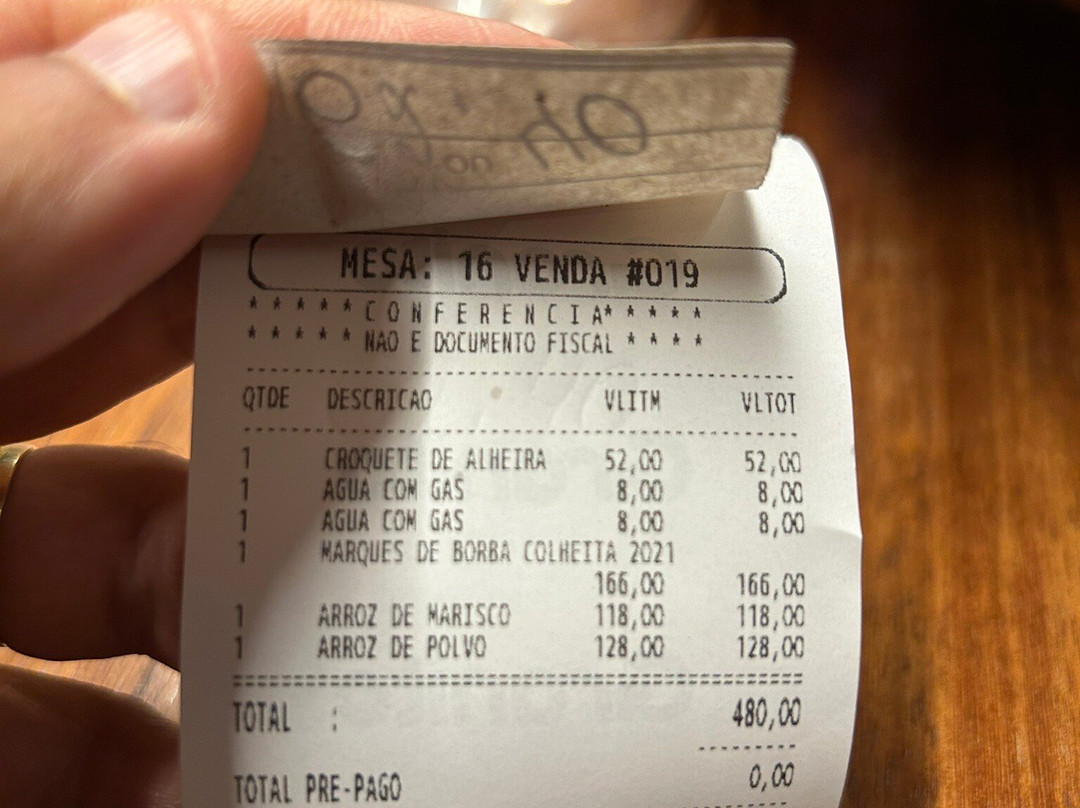 MESA: 16 VENDA #019
* * * * * C O N F E R E N C I A * * * * *
* * * * * NAO E DOCUMENTO FISCAL * * * *
QTDE DESCRICAO VLITM VLTOT
1 CROQUETE DE ALHEIRA 52,00 52,00
1 AGUA COM GAS 8,00 8,00
1 AGUA COM GAS 8,00 8,00
1 MARQUES DE BORBA COLHEITA 2021
166,00 166,00
1 ARROZ DE MARISCO 118,00 118,00
1 ARROZ DE POLVO 128,00 128,00
TOTAL : 480,00
TOTAL PRE-PAGO 0,00